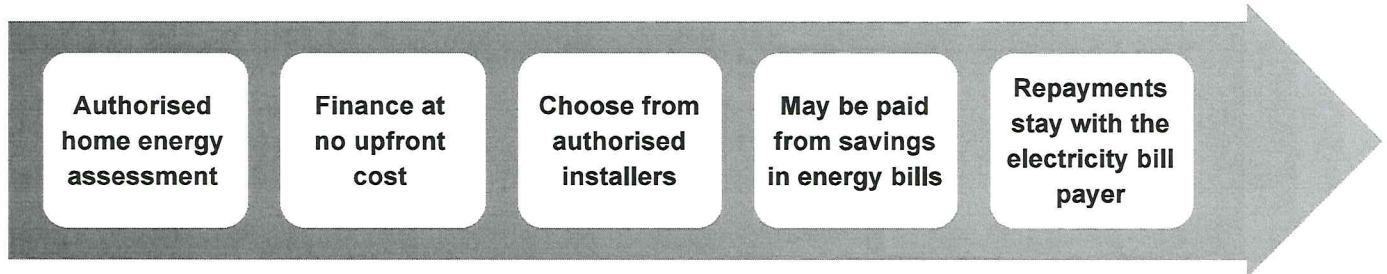 Authorised
home energy
assessment
Finance at
no upfront
cost
Choose from
authorised
installers
May be paid
from savings
in energy bills
Repayments
stay with the
electricity bill
payer